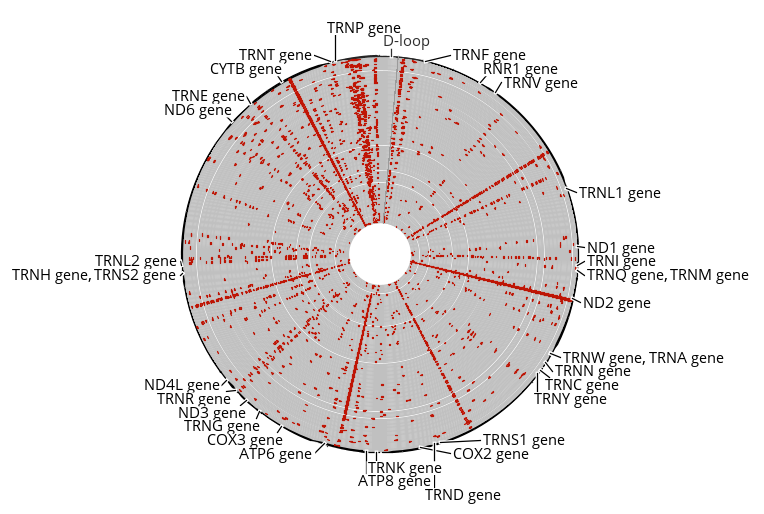 TRNP gene
D-loop
TRNT gene
TRNF gene
CYTB gene
RNR1 gene
TRNV gene
TRNE gene
ND6 gene
TRNL1 gene
ND1 gene
TRNL2 gene
TRNI gene
TRNH gene, TRNS2 gene
TRNQ gene, TRNM gene
ND2 gene
TRNW gene, TRNA gene
TRNN gene
ND4L gene
TRNC gene
TRNR gene
TRNY gene
ND3 gene
TRNG gene
COX3 gene
TRNS1 gene
ATP6 gene
COX2 gene
TRNK gene
ATP8 gene
TRND gene